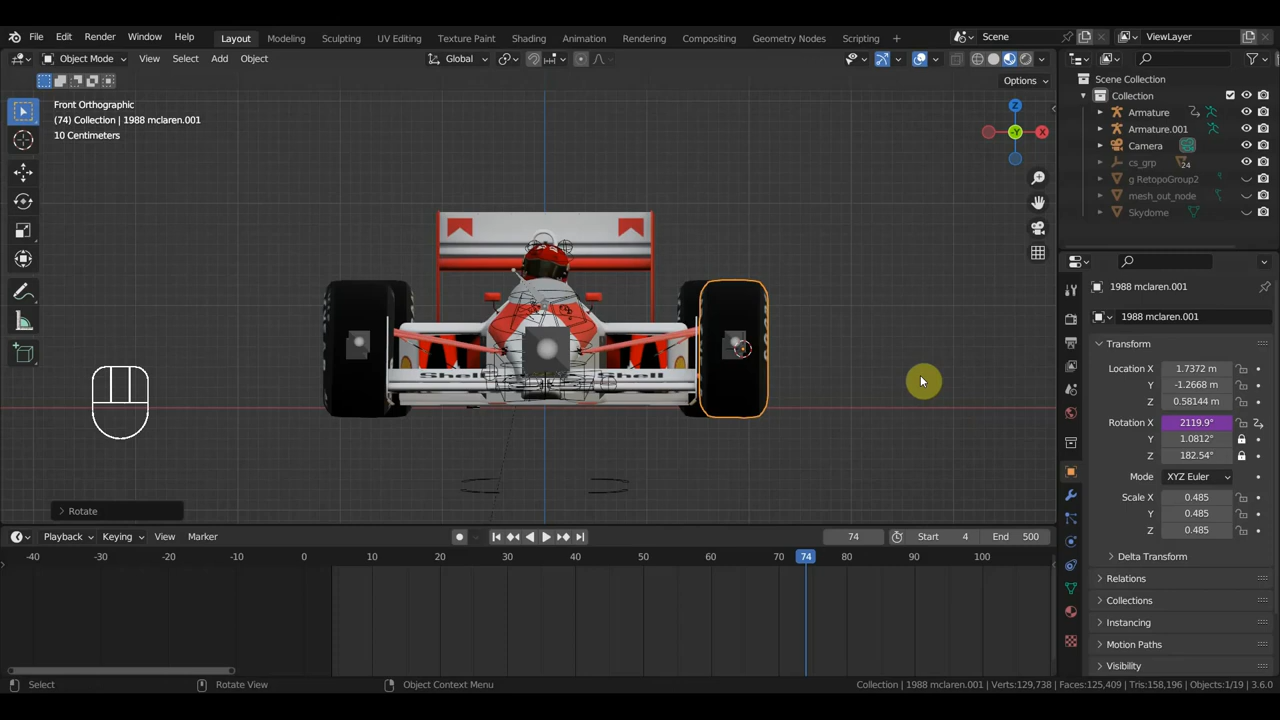 File Edit Render Window Help Layout Modeling Sculpting UV Editing Texture Paint Shading Animation Rendering Compositing Geometry Nodes Scripting + Scene ViewLayer
Object Mode View Select Add Object Global
Options
Front Orthographic
(74) Collection | 1988 mclaren.001
10 Centimeters
Z
-Y
X
Shell
Shell
Rotate
Scene Collection
Collection
Armature
Armature.001
Camera
cs_grp 24
g RetopoGroup2
mesh_out_node
Skydome
1988 mclaren.001
1988 mclaren.001
Transform
Location X 1.7372 m
Y -1.2668 m
Z 0.58144 m
Rotation X 2119.9°
Y 1.0812°
Z 182.54°
Mode XYZ Euler
Scale X 0.485
Y 0.485
Z 0.485
Delta Transform
Relations
Collections
Instancing
Motion Paths
Visibility
Playback Keying View Marker 74 Start 4 End 500
-40 -30 -20 -10 0 10 20 30 40 50 60 70 74 80 90 100
Select Rotate View Object Context Menu Collection | 1988 mclaren.001 | Verts:129,738 | Faces:125,409 | Tris:158,196 | Objects:1/19 | 3.6.0